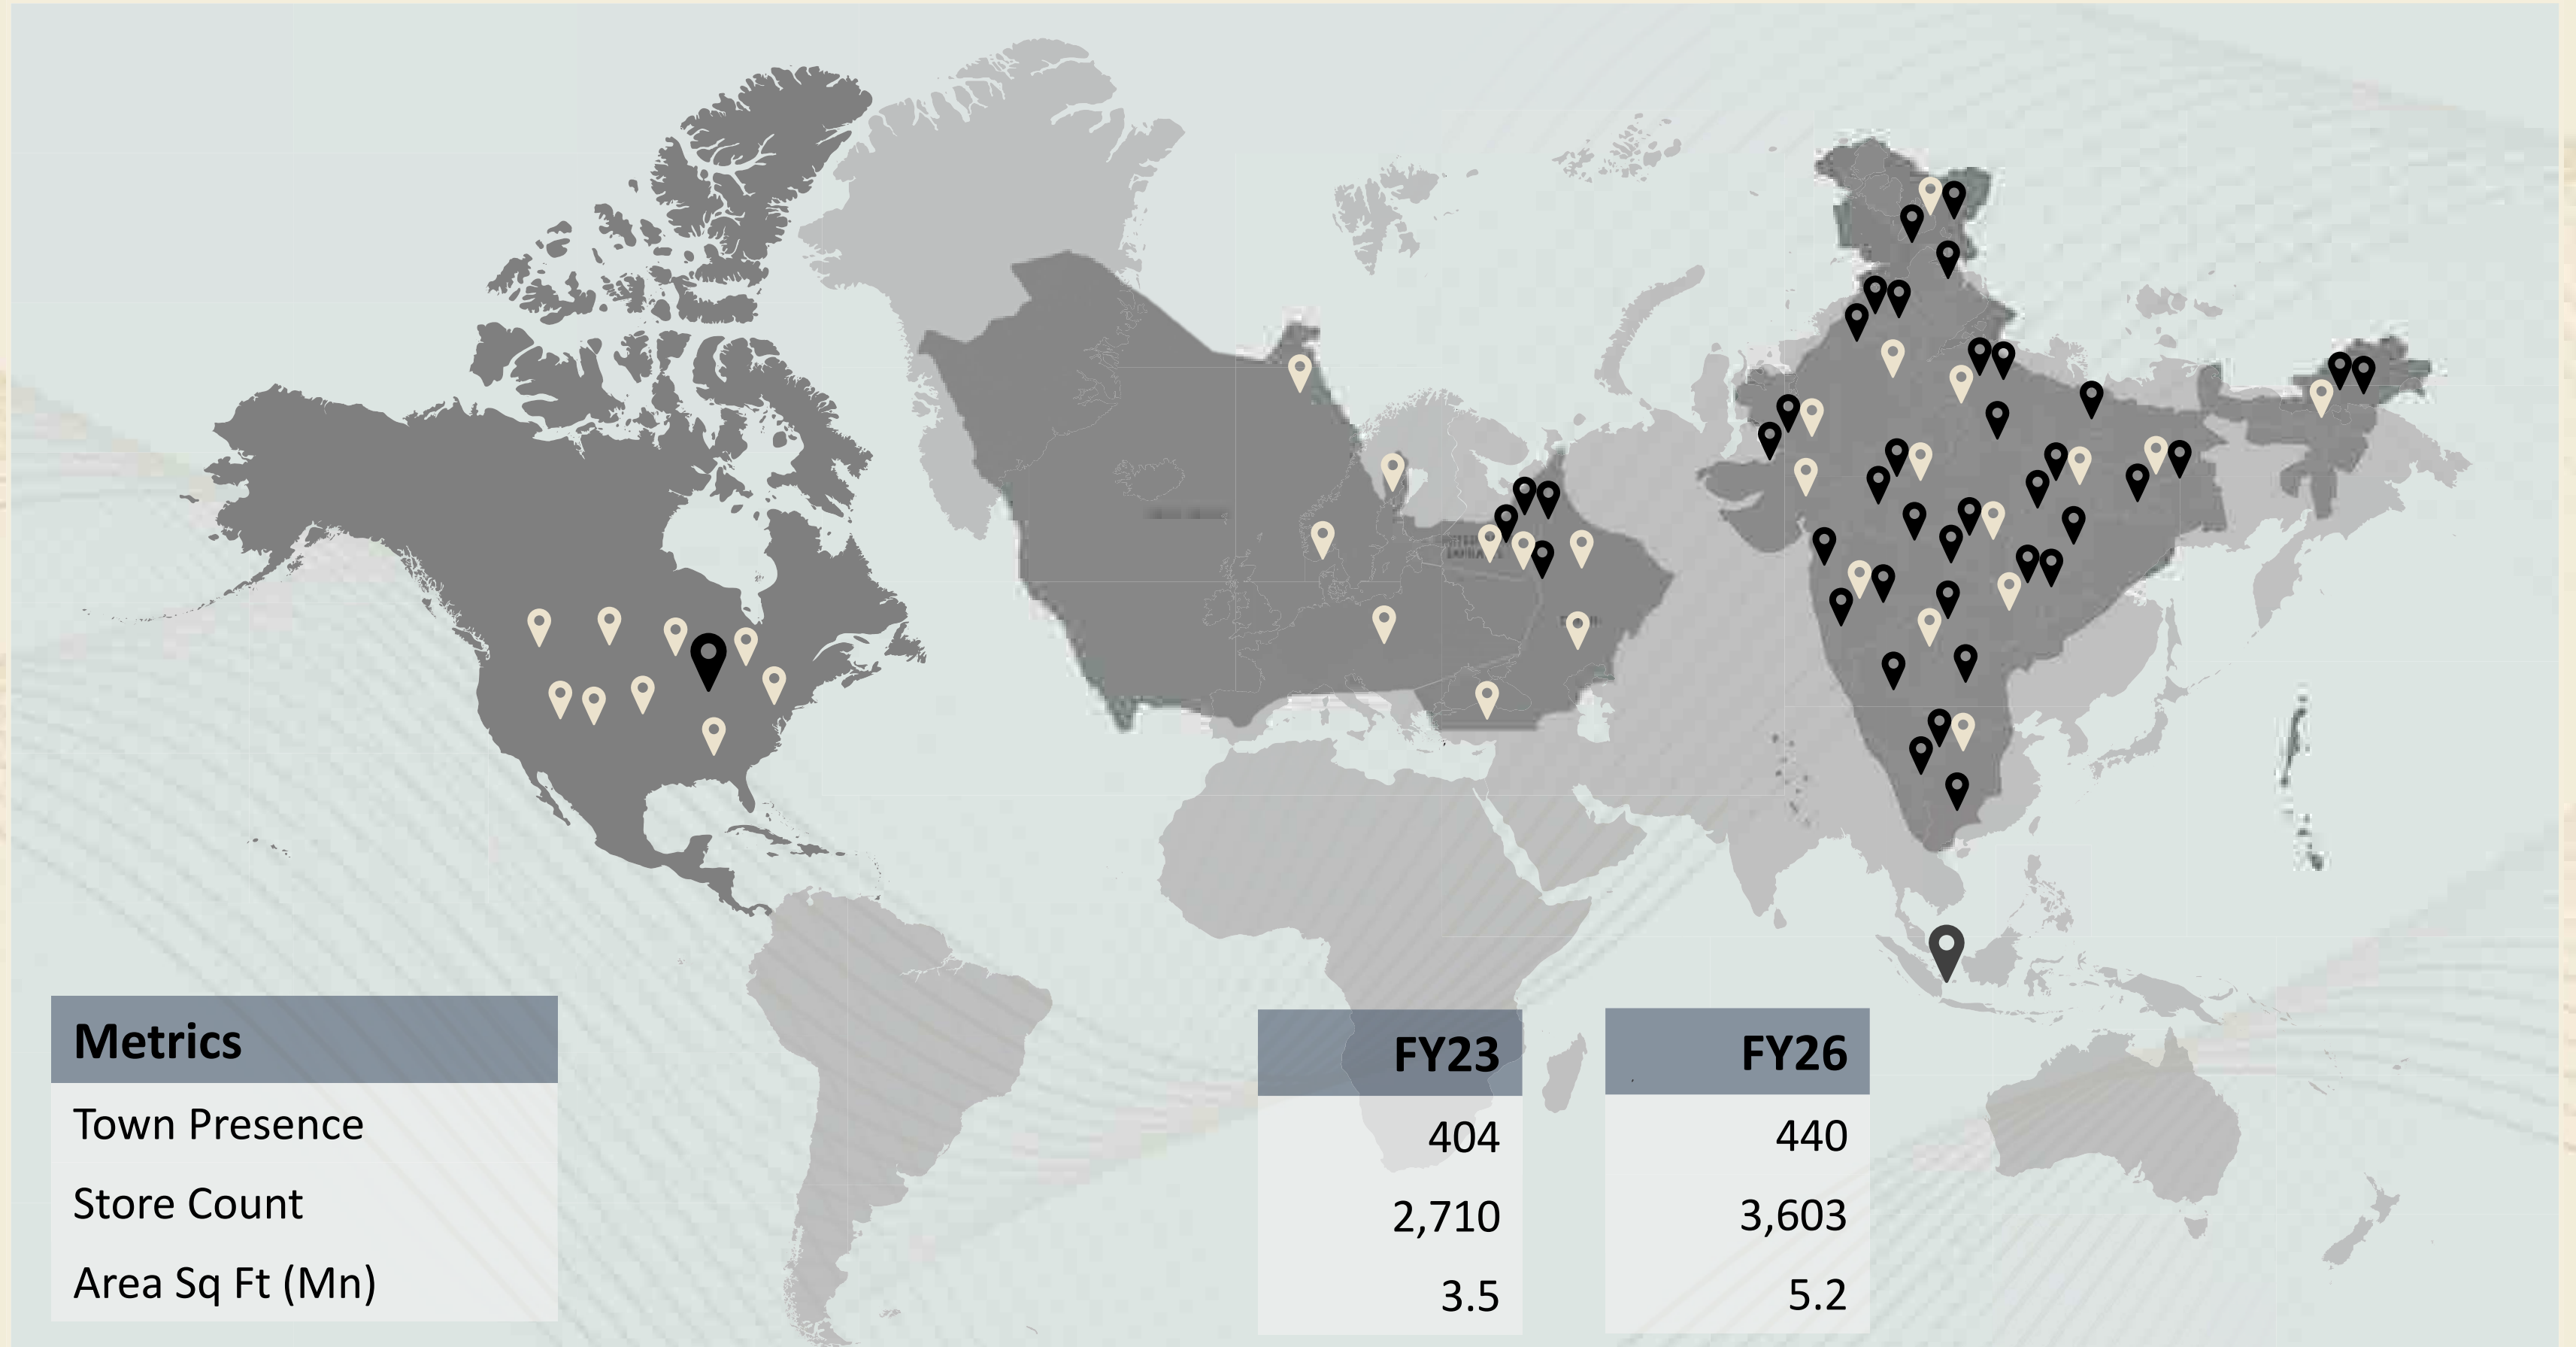 Metrics FY23 FY26
Town Presence 404 440
Store Count 2,710 3,603
Area Sq Ft (Mn) 3.5 5.2